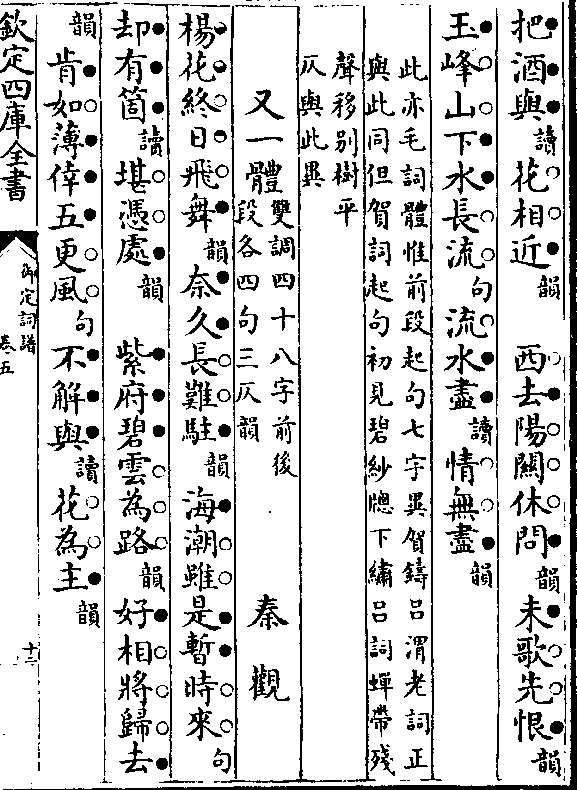 把酒與讀花相近韻　西去陽關休問韻未歌先恨韻
玉峰山下水長流句流水盡讀情無盡韻
此亦毛詞體惟前段起句七字異賀鑄呂渭老詞正
與此同但賀詞起句初見碧紗牕下繡呂詞蟬帶殘
聲移别樹平
仄與此異
又一體雙調四十八字前後
段各四句三仄韻　秦觀
楊花終日飛舞韻奈久長難駐韻海潮雖是暫時來句
却有箇讀堪憑處韻　紫府碧雲為路韻好相將歸去
韻肯如薄倖五更風句不解與讀花為主韻
欽定四庫全書
御定詞譜
卷五
十三